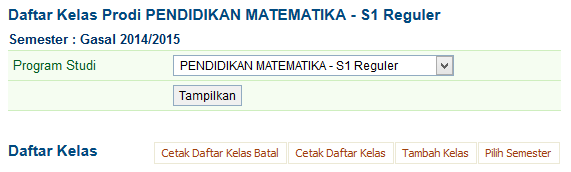 Daftar Kelas Prodi PENDIDIKAN MATEMATIKA - S1 Reguler
Semester : Gasal 2014/2015
Program Studi PENDIDIKAN MATEMATIKA - S1 Reguler
Tampilkan
Daftar Kelas Cetak Daftar Kelas Batal Cetak Daftar Kelas Tambah Kelas Pilih Semester